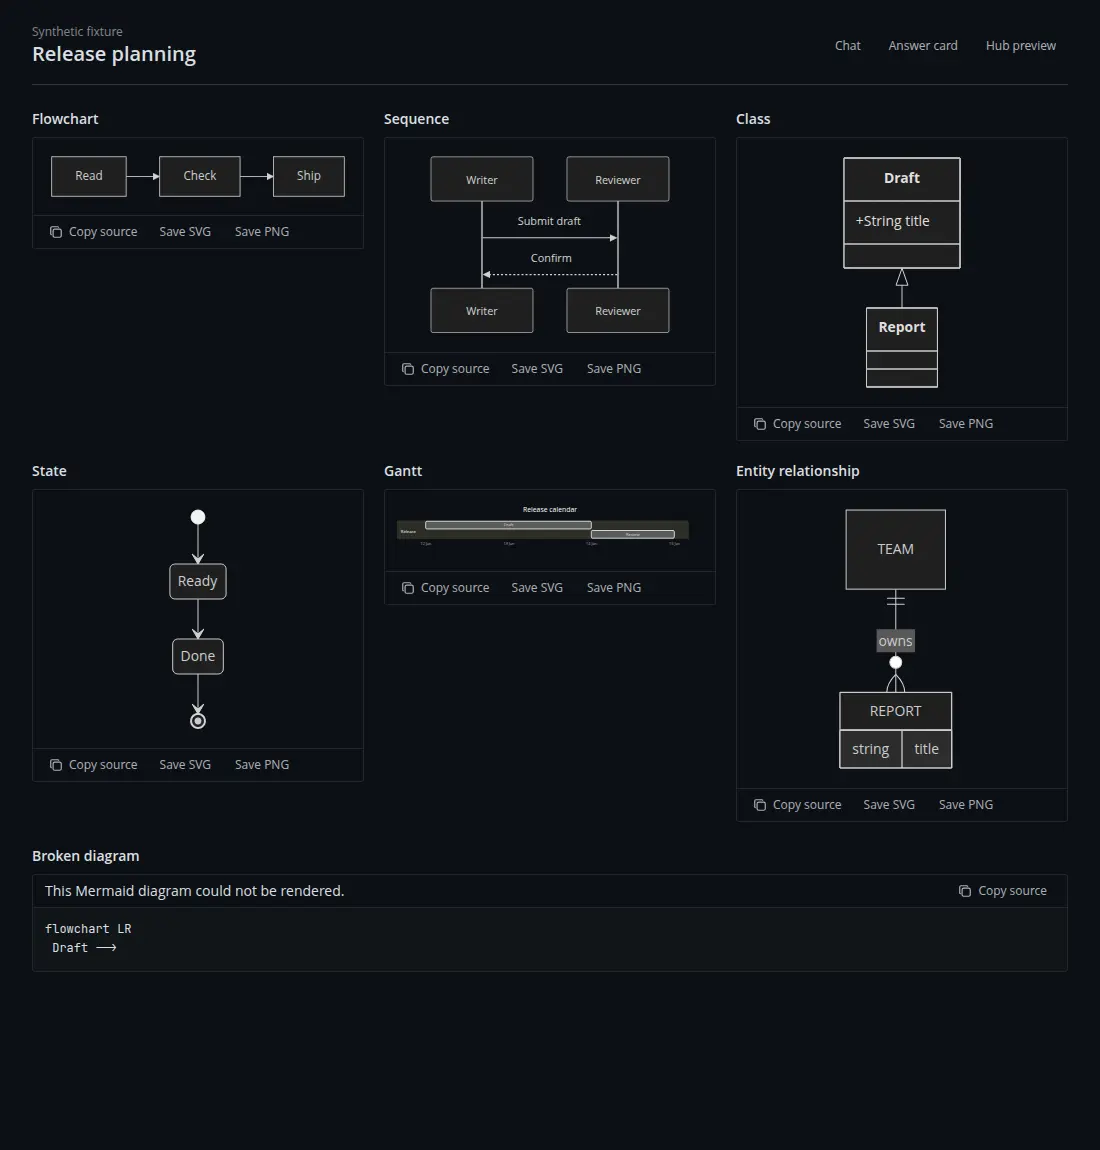 Synthetic fixture
Release planning
Chat
Answer card
Hub preview
Flowchart
Read
Check
Ship
Copy source
Save SVG
Save PNG
Sequence
Writer
Reviewer
Submit draft
Confirm
Writer
Reviewer
Copy source
Save SVG
Save PNG
Class
Draft
+String title
Report
Copy source
Save SVG
Save PNG
State
Ready
Done
Copy source
Save SVG
Save PNG
Gantt
Release calendar
Release
Draft
Copy source
Save SVG
Save PNG
Entity relationship
TEAM
owns
REPORT
string title
Copy source
Save SVG
Save PNG
Broken diagram
This Mermaid diagram could not be rendered.
Copy source
flowchart LR
Draft -->